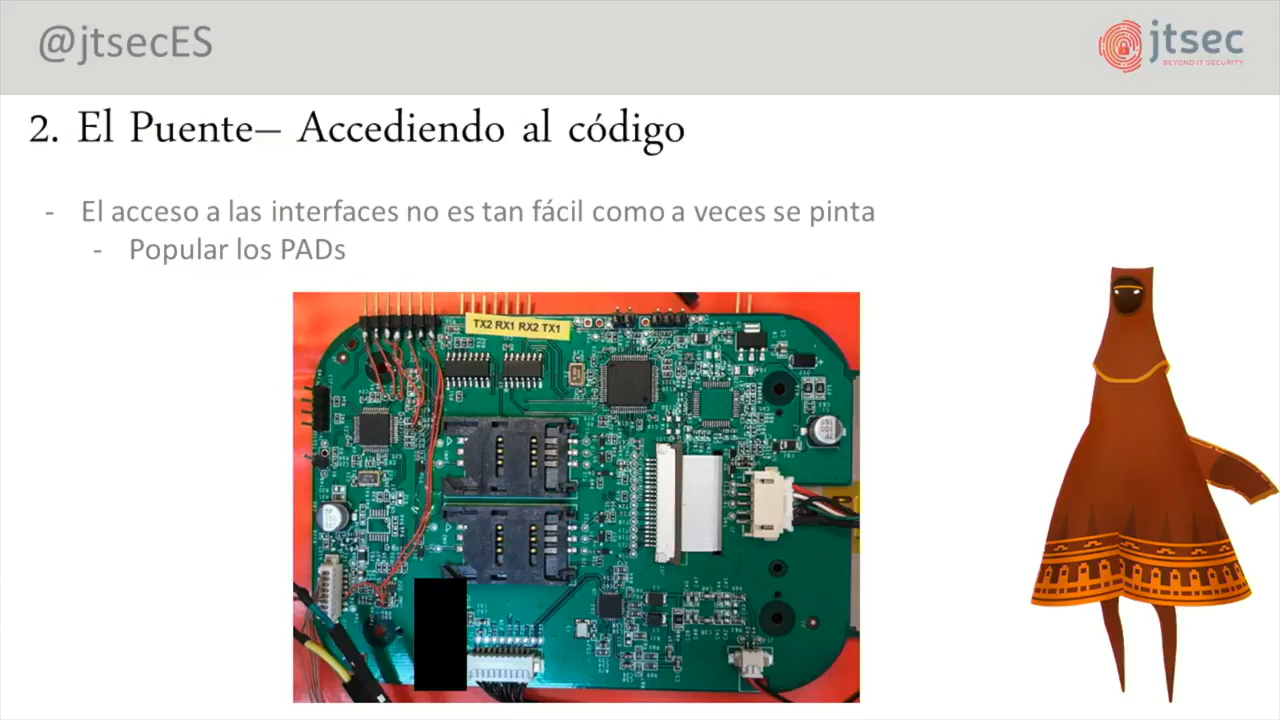 @jtsecES
jtsec
BEYOND IT SECURITY
2. El Puente– Accediendo al código
- El acceso a las interfaces no es tan fácil como a veces se pinta
- Popular los PADs
TX2 RX1 RX2 TX1